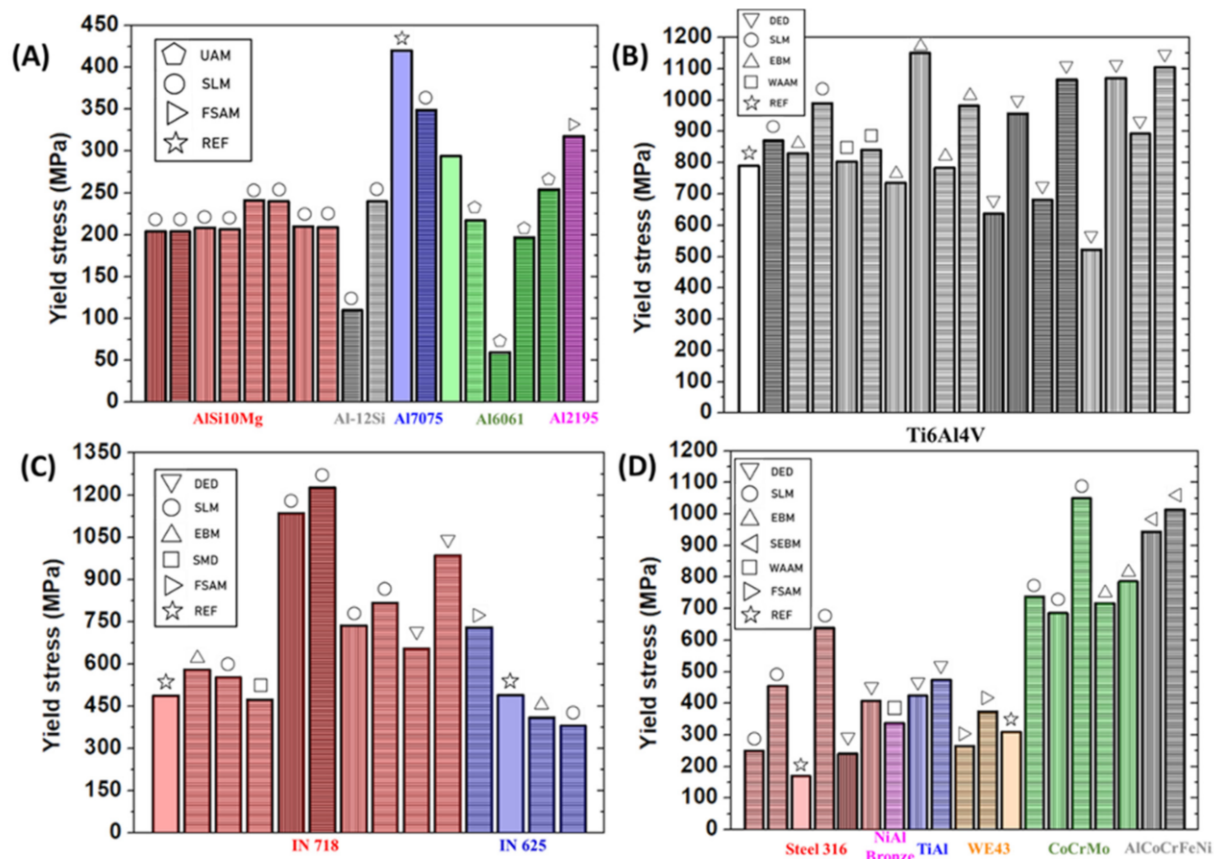 (A)
Yield stress (MPa)
450
400
350
300
250
200
150
100
50
0
UAM
SLM
FSAM
REF
AlSi10Mg
Al-12Si
Al7075
Al6061
Al2195
(B)
Yield stress (MPa)
1200
1100
1000
900
800
700
600
500
400
300
200
100
0
DED
SLM
EBM
WAAM
REF
Ti6Al4V
(C)
Yield stress (MPa)
1350
1200
1050
900
750
600
450
300
150
0
DED
SLM
EBM
SMD
FSAM
REF
IN 718
IN 625
(D)
Yield stress (MPa)
1200
1100
1000
900
800
700
600
500
400
300
200
100
0
DED
SLM
EBM
SEBM
WAAM
FSAM
REF
Steel 316
NiAl
Bronze
TiAl
WE43
CoCrMo
AlCoCrFeNi